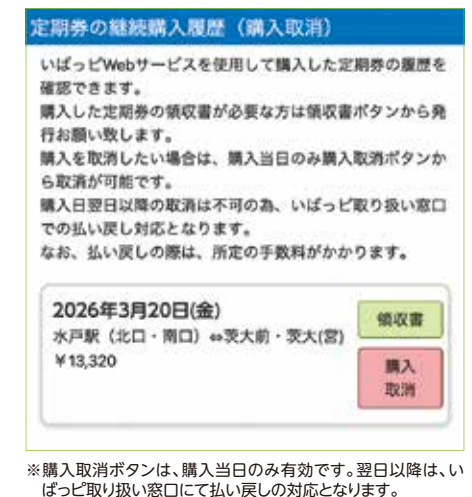 定期券の継続購入履歴（購入取消）
いばっピWebサービスを使用して購入した定期券の履歴を
確認できます。
購入した定期券の領収書が必要な方は領収書ボタンから発
行お願い致します。
購入を取消したい場合は、購入当日のみ購入取消ボタンか
ら取消が可能です。
購入日翌日以降の取消は不可の為、いばっピ取り扱い窓口
での払い戻し対応となります。
なお、払い戻しの際は、所定の手数料がかかります。
2026年3月20日(金)
領収書
水戸駅（北口・南口）⇔茨大前・茨大(宮)
￥13,320
購入
取消
※購入取消ボタンは、購入当日のみ有効です。翌日以降は、い
ばっピ取り扱い窓口にて払い戻しの対応となります。